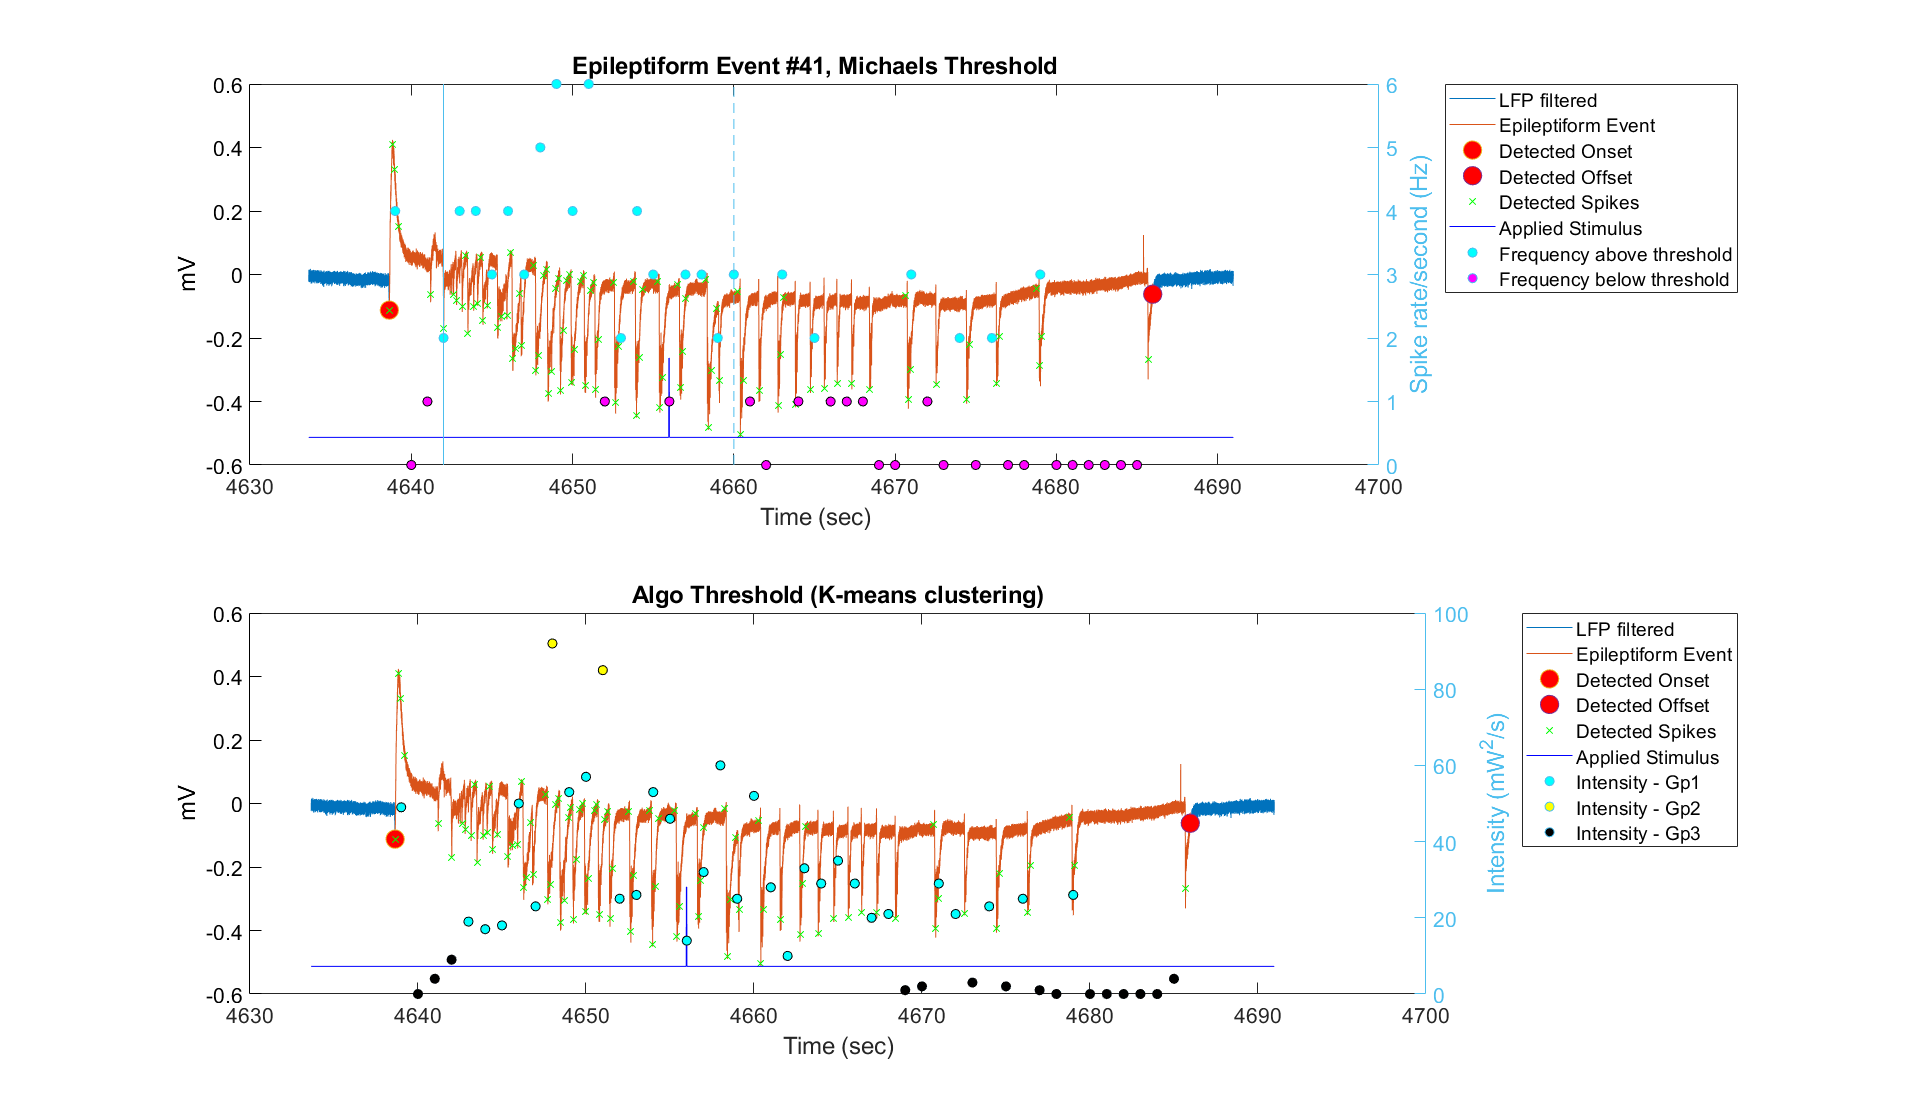 Epileptiform Event #41, Michaels Threshold
0.6
0.4
0.2
0
-0.2
-0.4
-0.6
mV
4630
4640
4650
4660
4670
4680
4690
4700
Time (sec)
6
5
4
3
2
1
0
Spike rate/second (Hz)
LFP filtered
Epileptiform Event
Detected Onset
Detected Offset
Detected Spikes
Applied Stimulus
Frequency above threshold
Frequency below threshold
Algo Threshold (K-means clustering)
0.6
0.4
0.2
0
-0.2
-0.4
-0.6
mV
4630
4640
4650
4660
4670
4680
4690
4700
Time (sec)
100
80
60
40
20
0
Intensity (mW²/s)
LFP filtered
Epileptiform Event
Detected Onset
Detected Offset
Detected Spikes
Applied Stimulus
Intensity - Gp1
Intensity - Gp2
Intensity - Gp3